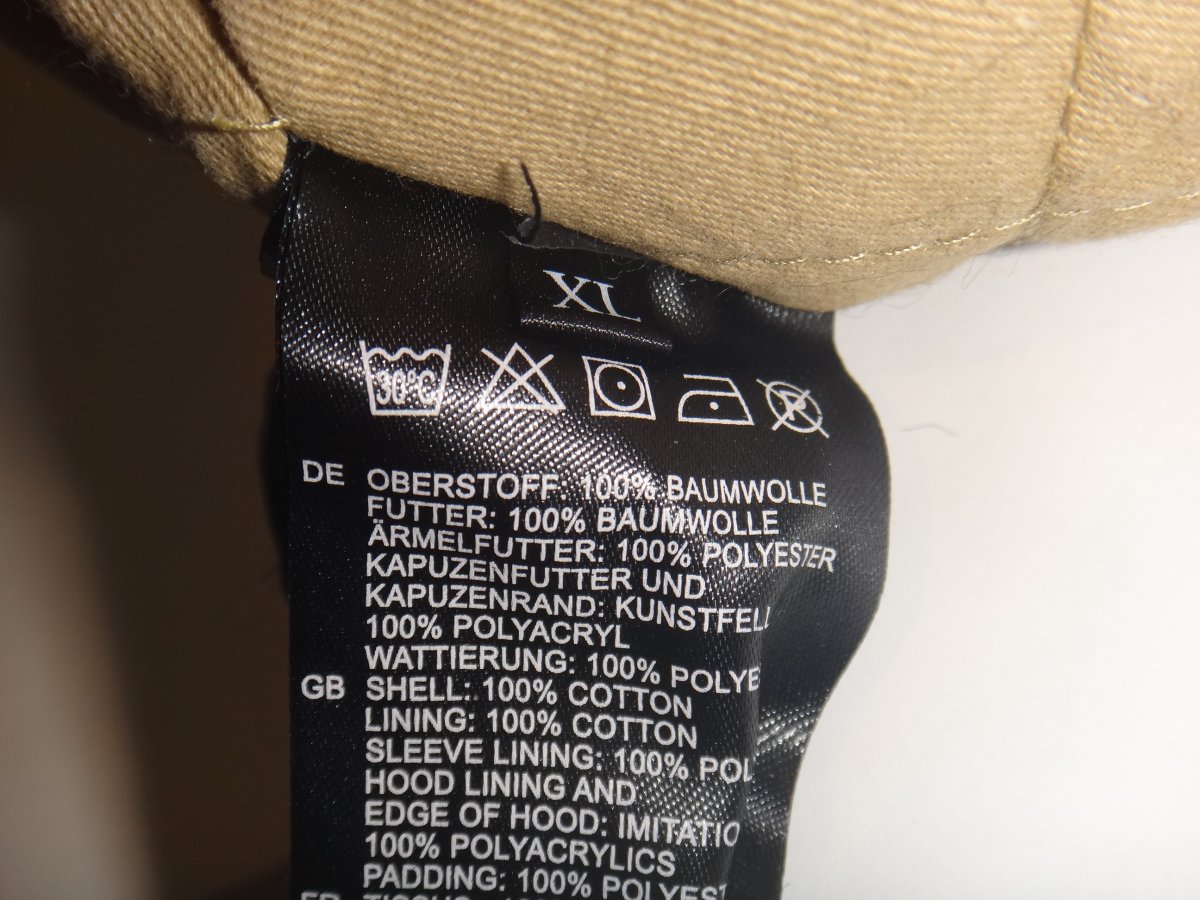 XL
30°C
P
DE OBERSTOFF: 100% BAUMWOLLE
FUTTER: 100% BAUMWOLLE
ÄRMELFUTTER: 100% POLYESTER
KAPUZENFUTTER UND
KAPUZENRAND: KUNSTFELL
100% POLYACRYL
WATTIERUNG: 100% POLYE
GB SHELL: 100% COTTON
LINING: 100% COTTON
SLEEVE LINING: 100% POL
HOOD LINING AND
EDGE OF HOOD: IMITATIO
100% POLYACRYLICS
PADDING: 100% POLYEST